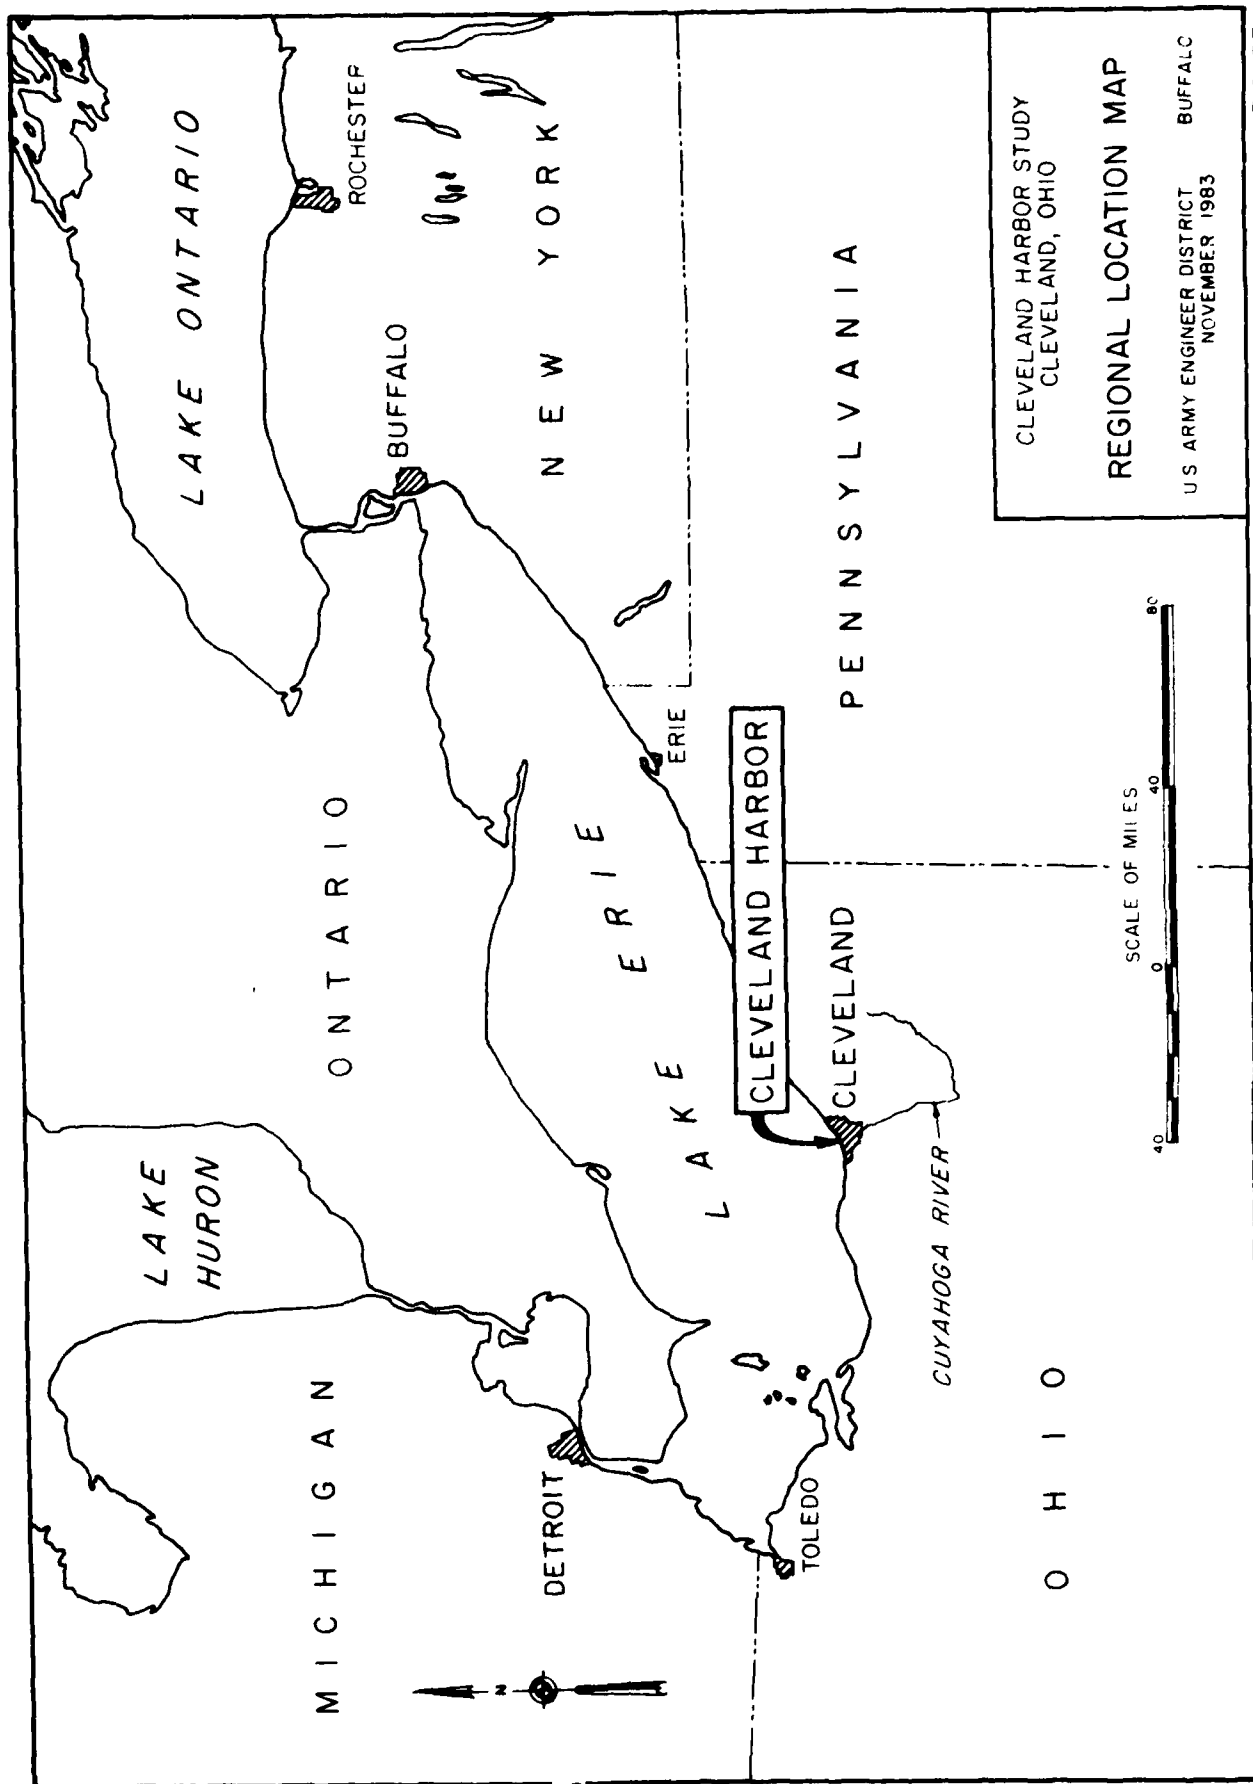 LAKE ONTARIO
ROCHESTER
LAKE
HURON
ONTARIO
BUFFALO
NEW YORK
MICHIGAN
DETROIT
LAKE ERIE
ERIE
CLEVELAND HARBOR
PENNSYLVANIA
CLEVELAND
TOLEDO
CUYAHOGA RIVER
OHIO
N
SCALE OF MILES
40 0 40 80
CLEVELAND HARBOR STUDY
CLEVELAND, OHIO
REGIONAL LOCATION MAP
US ARMY ENGINEER DISTRICT BUFFALO
NOVEMBER 1983